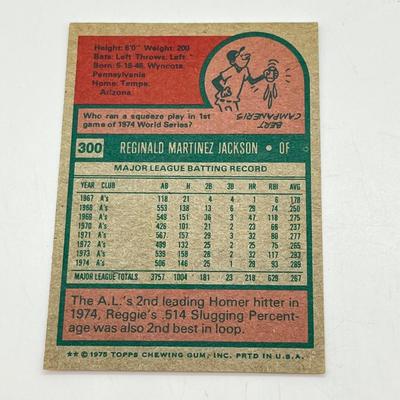 Height: 6'0" Weight: 200
Bats: Left Throws: Left
Born: 5-18-46, Wyncote,
Pennsylvania
Home: Tempe,
Arizona
BERT
CAMPANERIS
Who ran a squeeze play in 1st
game of 1974 World Series?
300 REGINALD MARTINEZ JACKSON • OF
MAJOR LEAGUE BATTING RECORD
YEAR CLUB AB H 2B 3B HR RBI AVG.
1967 A's 118 21 4 4 1 6 .178
1968 A's 553 138 13 6 29 74 .250
1969 A's 549 151 36 3 47 118 .275
1970 A's 426 101 21 2 23 66 .237
1971 A's 567 157 29 3 32 80 .277
1972 A's 499 132 25 2 25 75 .265
1973 A's 539 158 28 2 32 117 .293
1974 A's 506 146 25 1 29 93 .289
MAJOR LEAGUE TOTALS 3757 1004 181 23 218 629 .267
The A.L.'s 2nd leading Homer hitter in
1974, Reggie's .514 Slugging Percent-
age was also 2nd best in loop.
** © 1975 TOPPS CHEWING GUM, INC. PRTD IN U.S.A.